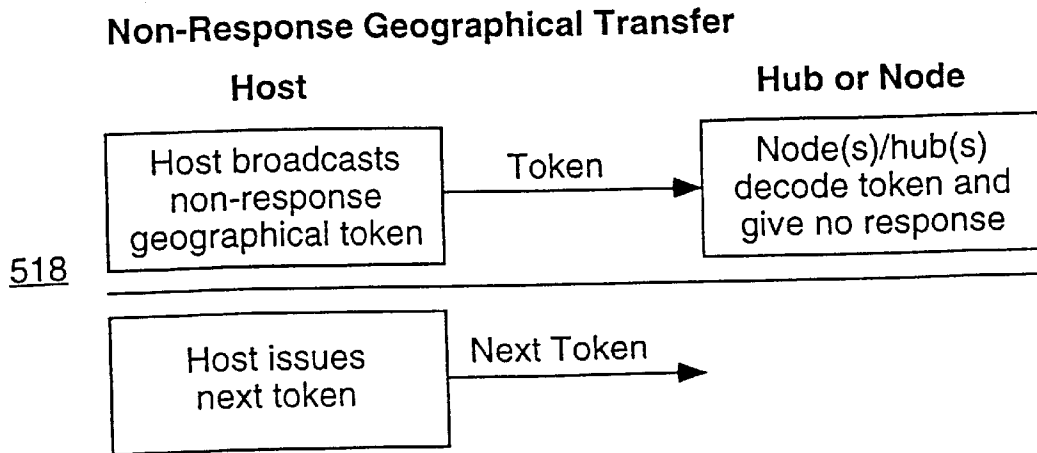 Non-Response Geographical Transfer
Host
Hub or Node
Host broadcasts
non-response
geographical token
Token
Node(s)/hub(s)
decode token and
give no response
518
Host issues
next token
Next Token